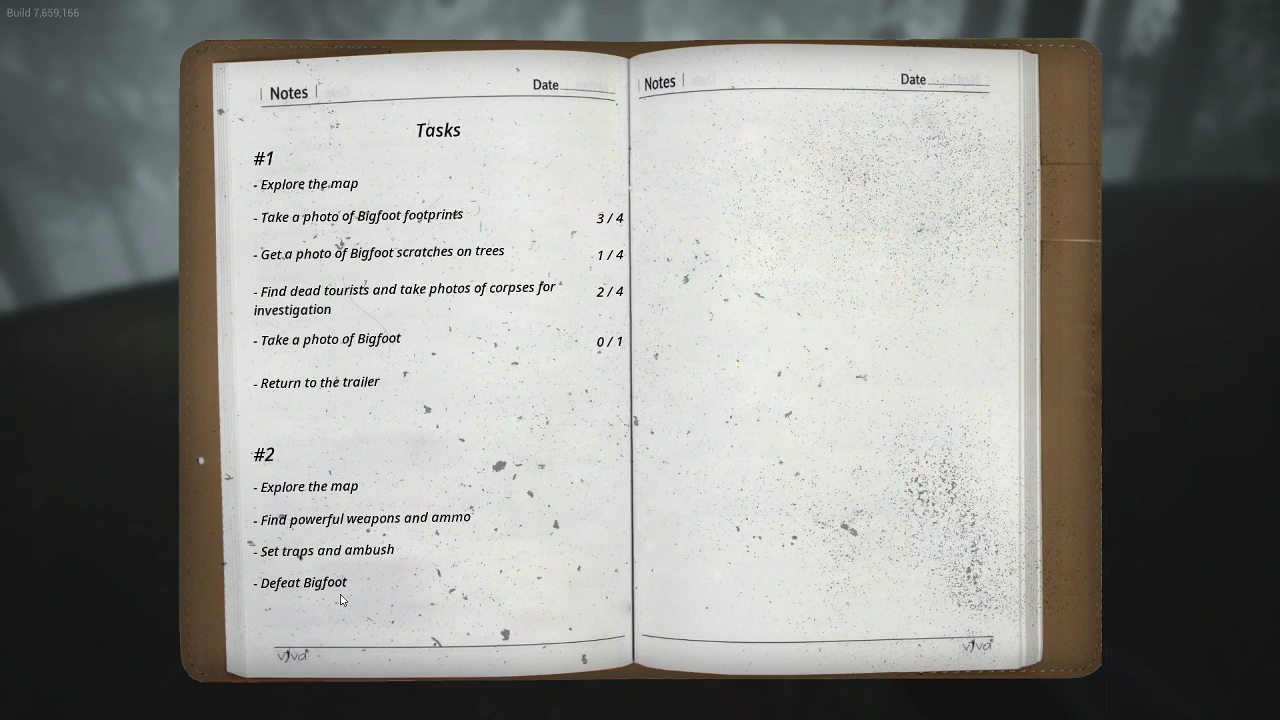 Build 7,659,166
Notes Date
Tasks
#1
- Explore the map
- Take a photo of Bigfoot footprints 3 / 4
- Get a photo of Bigfoot scratches on trees 1 / 4
- Find dead tourists and take photos of corpses for 2 / 4
investigation
- Take a photo of Bigfoot 0 / 1
- Return to the trailer
#2
- Explore the map
- Find powerful weapons and ammo
- Set traps and ambush
- Defeat Bigfoot
viva
Notes Date
viva